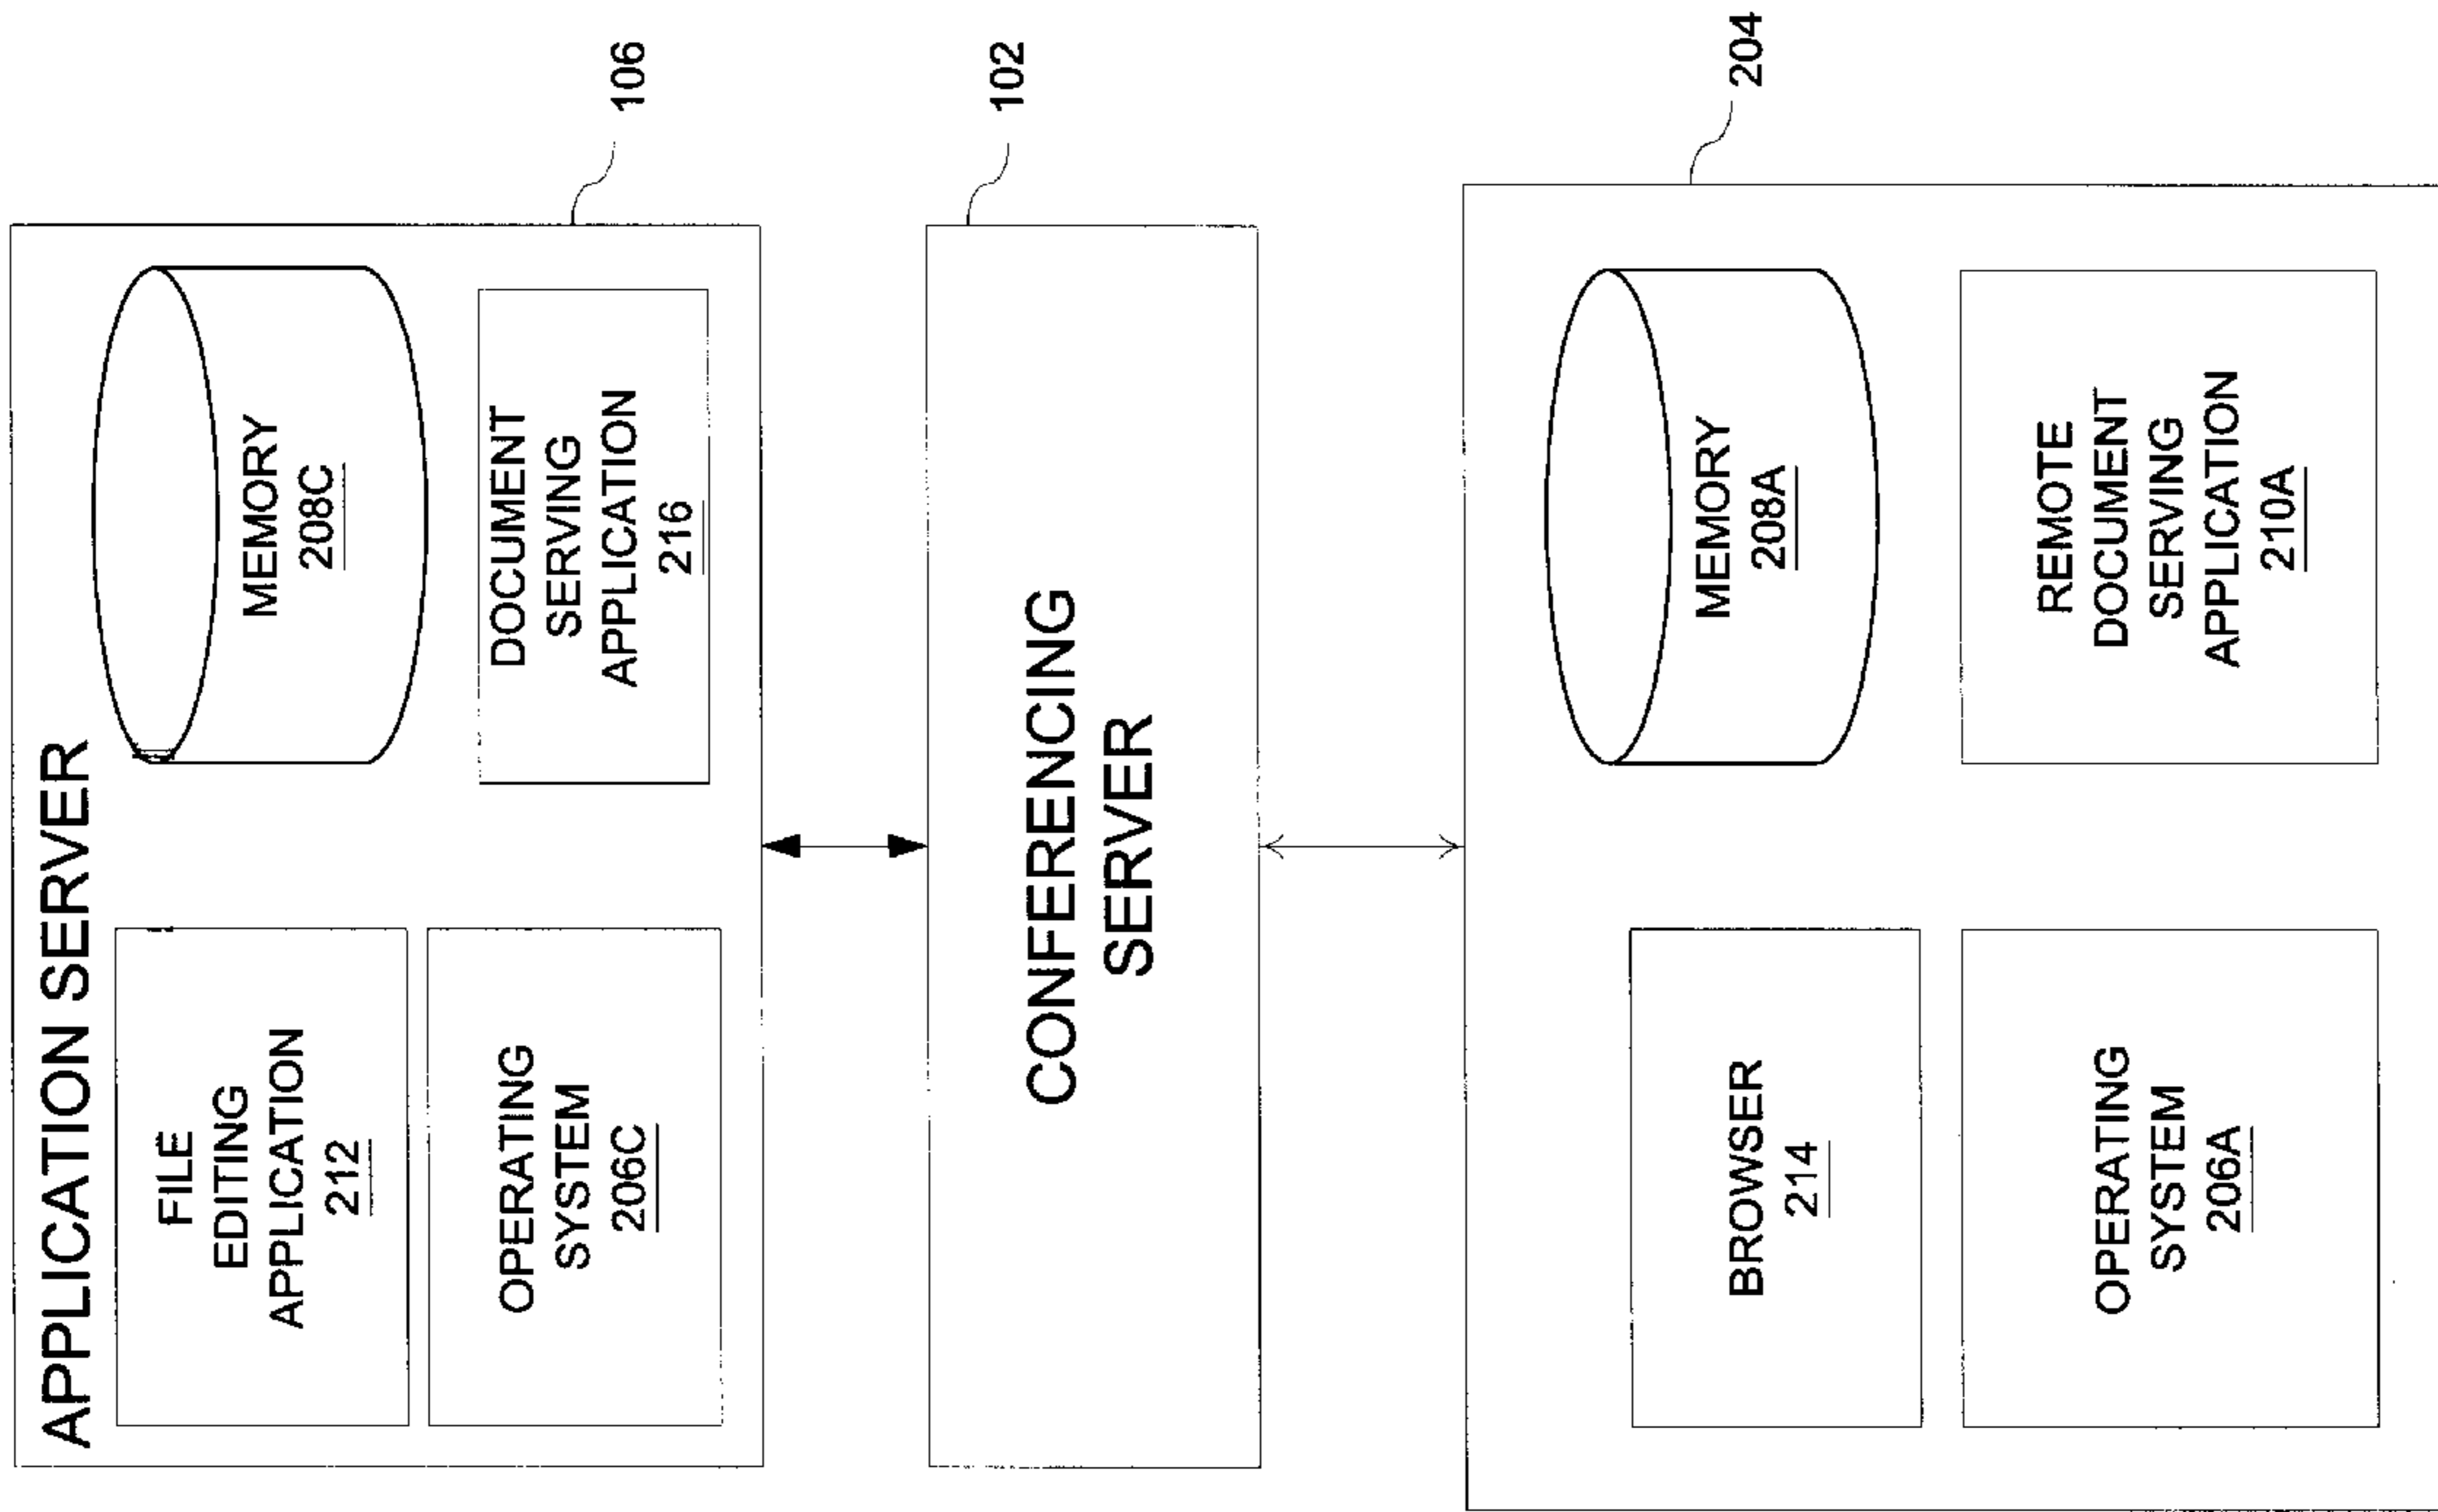 APPLICATION SERVER
FILE
EDITING
APPLICATION
212
OPERATING
SYSTEM
206C
MEMORY
208C
DOCUMENT
SERVING
APPLICATION
216
106
CONFERENCING
SERVER
102
BROWSER
214
OPERATING
SYSTEM
206A
MEMORY
208A
REMOTE
DOCUMENT
SERVING
APPLICATION
210A
204